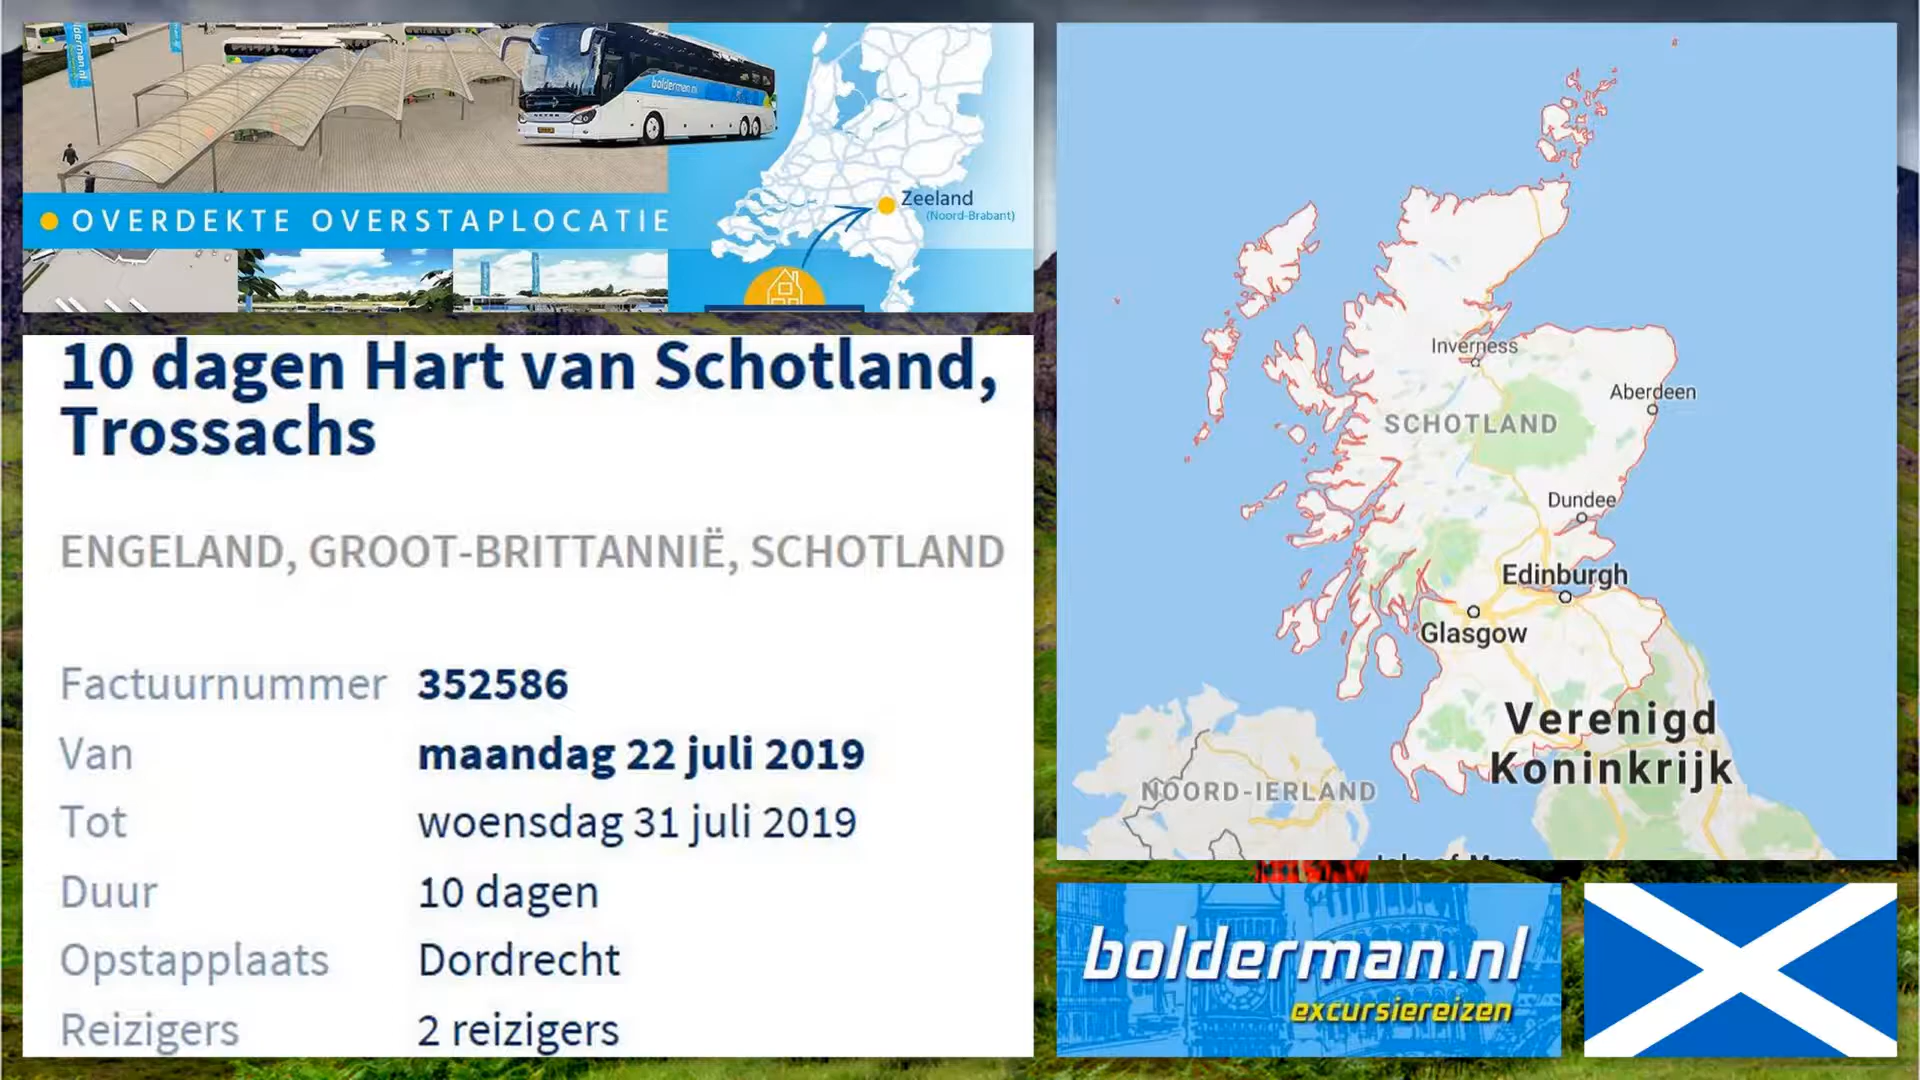 bolderman.nl
Zeeland
(Noord-Brabant)
OVERDEKTE OVERSTAPLOCATIE
10 dagen Hart van Schotland,
Trossachs
ENGELAND, GROOT-BRITTANNIË, SCHOTLAND
Factuurnummer 352586
Van maandag 22 juli 2019
Tot woensdag 31 juli 2019
Duur 10 dagen
Opstapplaats Dordrecht
Reizigers 2 reizigers
Inverness
Aberdeen
SCHOTLAND
Dundee
Edinburgh
Glasgow
Verenigd
Koninkrijk
NOORD-IERLAND
bolderman.nl
excursiereizen